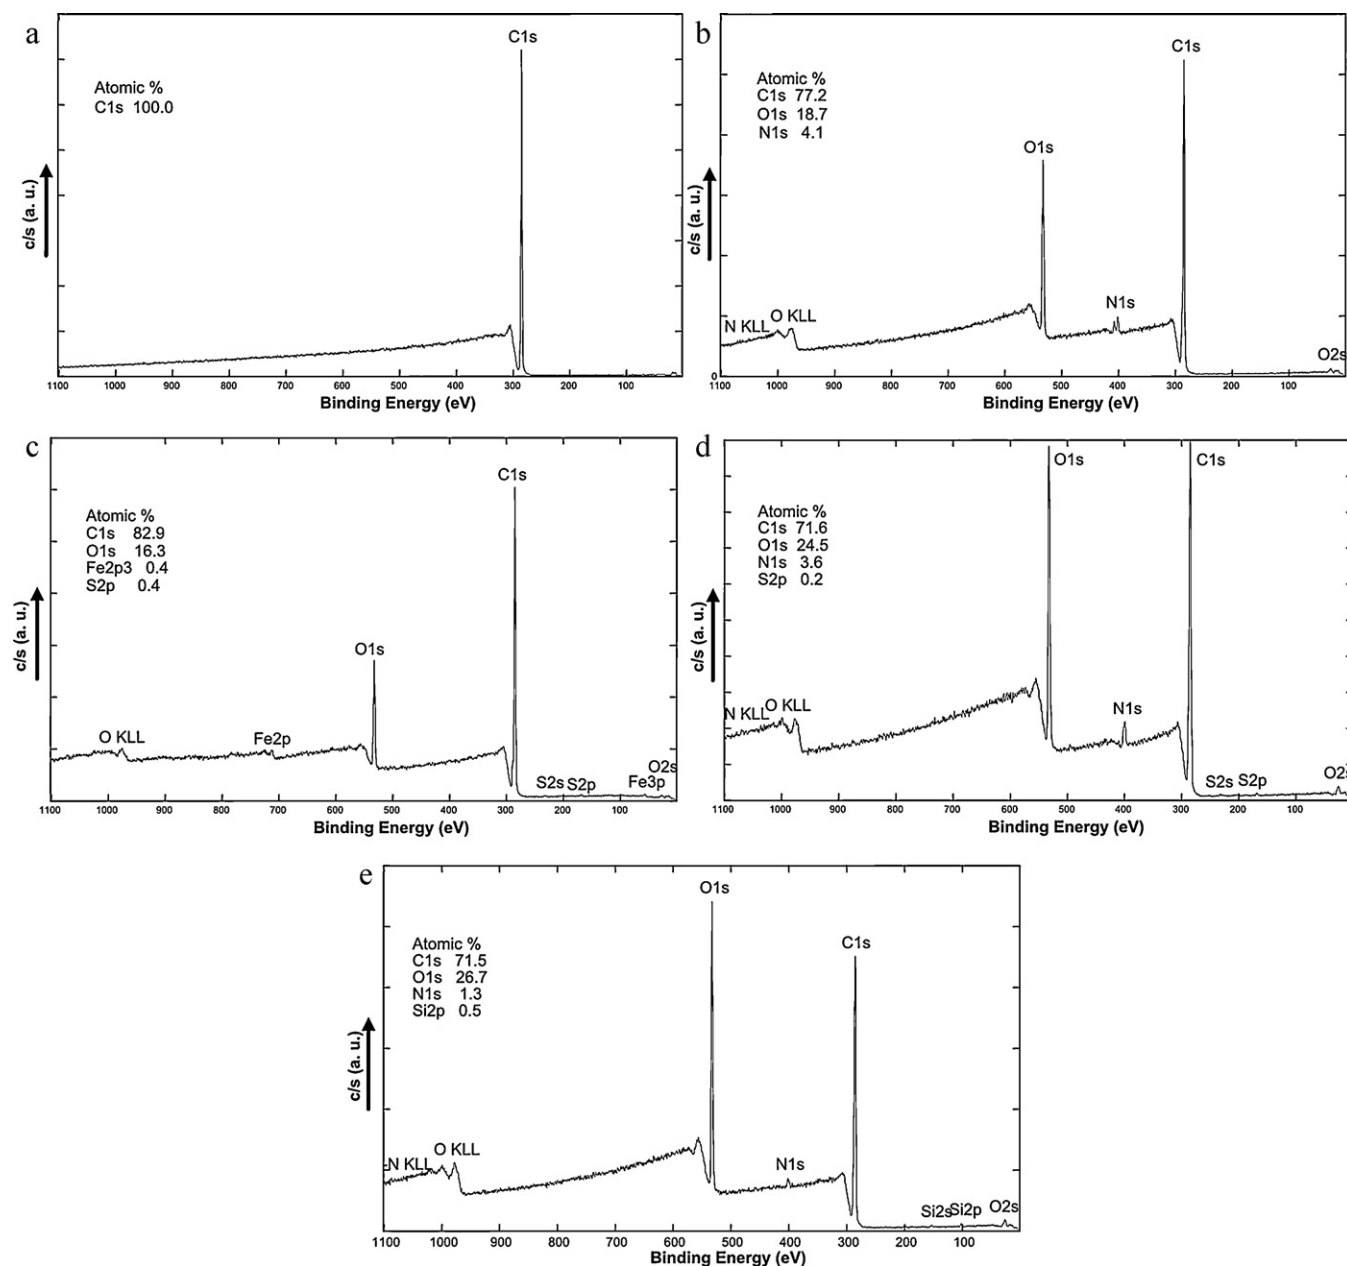 a
C1s
Atomic %
C1s 100.0
c/s (a. u.)
1100 1000 900 800 700 600 500 400 300 200 100
Binding Energy (eV)
b
C1s
Atomic %
C1s 77.2
O1s 18.7
N1s 4.1
O1s
N1s
N KLL O KLL
O2s
c/s (a. u.)
0
1100 1000 900 800 700 600 500 400 300 200 100
Binding Energy (eV)
c
C1s
Atomic %
C1s 82.9
O1s 16.3
Fe2p3 0.4
S2p 0.4
O1s
O KLL
Fe2p
O2s
S2s S2p Fe3p
c/s (a. u.)
1100 1000 900 800 700 600 500 400 300 200 100
Binding Energy (eV)
d
O1s C1s
Atomic %
C1s 71.6
O1s 24.5
N1s 3.6
S2p 0.2
N KLL O KLL
N1s
S2s S2p O2s
c/s (a. u.)
1100 1000 900 800 700 600 500 400 300 200 100
Binding Energy (eV)
e
O1s
C1s
Atomic %
C1s 71.5
O1s 26.7
N1s 1.3
Si2p 0.5
N KLL O KLL
N1s
Si2s Si2p O2s
c/s (a. u.)
1100 1000 900 800 700 600 500 400 300 200 100
Binding Energy (eV)